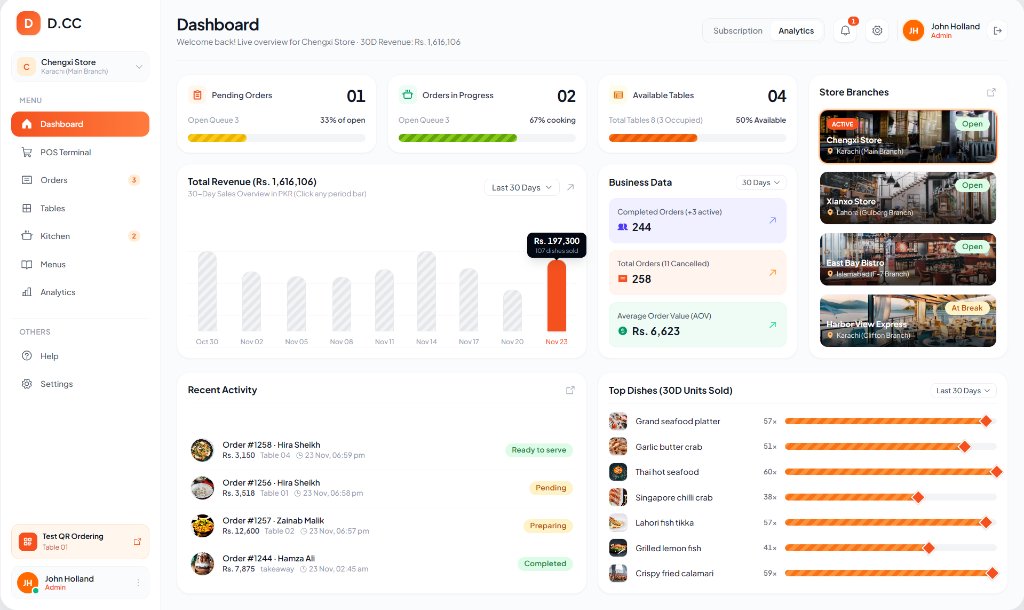 D
D.CC
C
Chengxi Store
Karachi (Main Branch)
MENU
Dashboard
POS Terminal
Orders
3
Tables
Kitchen
2
Menus
Analytics
OTHERS
Help
Settings
Test QR Ordering
Table 01
JH
John Holland
Admin
Dashboard
Welcome back! Live overview for Chengxi Store · 30D Revenue: Rs. 1,616,106
Subscription
Analytics
1
JH
John Holland
Admin
Pending Orders
01
Open Queue 3
33% of open
Orders in Progress
02
Open Queue 3
67% cooking
Available Tables
04
Total Tables 8 (3 Occupied)
50% Available
Total Revenue (Rs. 1,616,106)
30-Day Sales Overview in PKR (Click any period bar)
Last 30 Days
Rs. 197,300
107 dishes sold
Oct 30
Nov 02
Nov 05
Nov 08
Nov 11
Nov 14
Nov 17
Nov 20
Nov 23
Business Data
30 Days
Completed Orders (+3 active)
244
Total Orders (11 Cancelled)
258
Average Order Value (AOV)
Rs. 6,623
Store Branches
ACTIVE
Open
Chengxi Store
Karachi (Main Branch)
Open
Xianxo Store
Lahore (Gulberg Branch)
Open
East Bay Bistro
Islamabad (F-7 Branch)
At Break
Harbor View Express
Karachi (Clifton Branch)
Recent Activity
Order #1258 · Hira Sheikh
Rs. 3,150 Table 04 23 Nov, 06:59 pm
Ready to serve
Order #1256 · Hira Sheikh
Rs. 3,518 Table 01 23 Nov, 06:58 pm
Pending
Order #1257 · Zainab Malik
Rs. 12,600 Table 02 23 Nov, 06:57 pm
Preparing
Order #1244 · Hamza Ali
Rs. 7,875 takeaway 23 Nov, 02:45 am
Completed
Top Dishes (30D Units Sold)
Last 30 Days
Grand seafood platter
57×
Garlic butter crab
51×
Thai hot seafood
60×
Singapore chilli crab
38×
Lahori fish tikka
57×
Grilled lemon fish
41×
Crispy fried calamari
59×